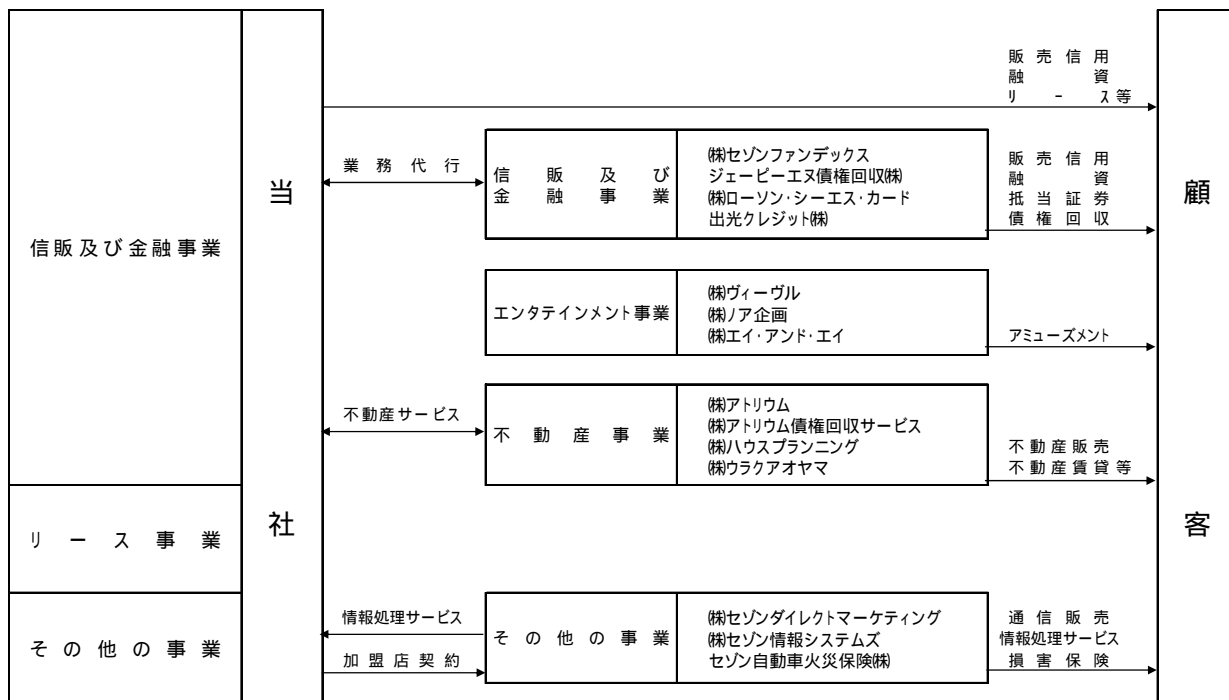 信販及び金融事業
リース事業
その他の事業
当
社
販売信用
融資
リース等
業務代行
信販及び
金融事業
㈱セゾンファンデックス
ジェーピーエヌ債権回収㈱
㈱ローソン・シーエス・カード
出光クレジット㈱
販売信用
融資
抵当証券
債権回収
エンタテインメント事業
㈱ヴィーヴル
㈱ノア企画
㈱エイ・アンド・エイ
アミューズメント
不動産サービス
不動産事業
㈱アトリウム
㈱アトリウム債権回収サービス
㈱ハウスプランニング
㈱ウラクアオヤマ
不動産販売
不動産賃貸等
情報処理サービス
加盟店契約
その他の事業
㈱セゾンダイレクトマーケティング
㈱セゾン情報システムズ
セゾン自動車火災保険㈱
通信販売
情報処理サービス
損害保険
顧
客